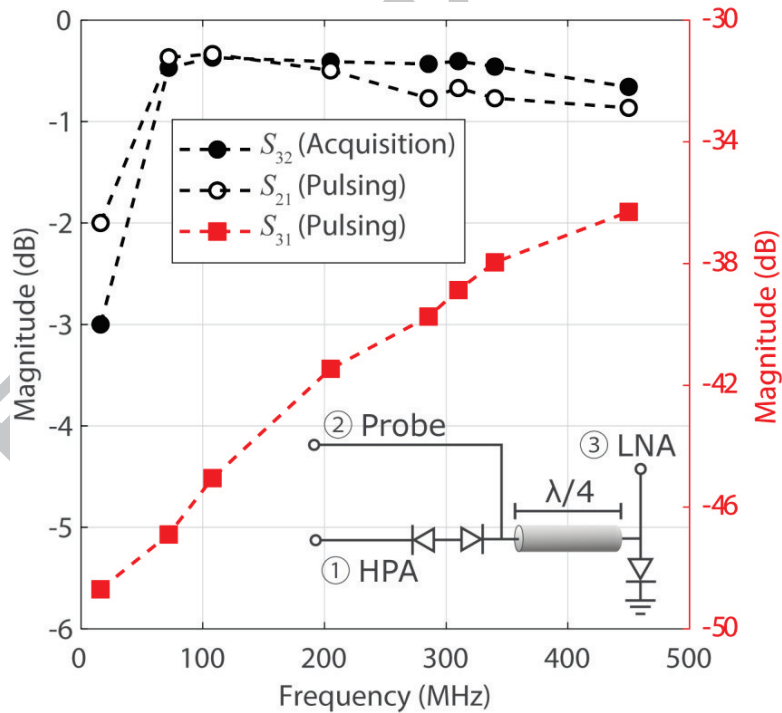 0
-1
-2
-3
-4
-5
-6
Magnitude (dB)
-30
-34
-38
-42
-46
-50
Magnitude (dB)
S32 (Acquisition)
S21 (Pulsing)
S31 (Pulsing)
② Probe
③ LNA
λ/4
① HPA
0 100 200 300 400 500
Frequency (MHz)